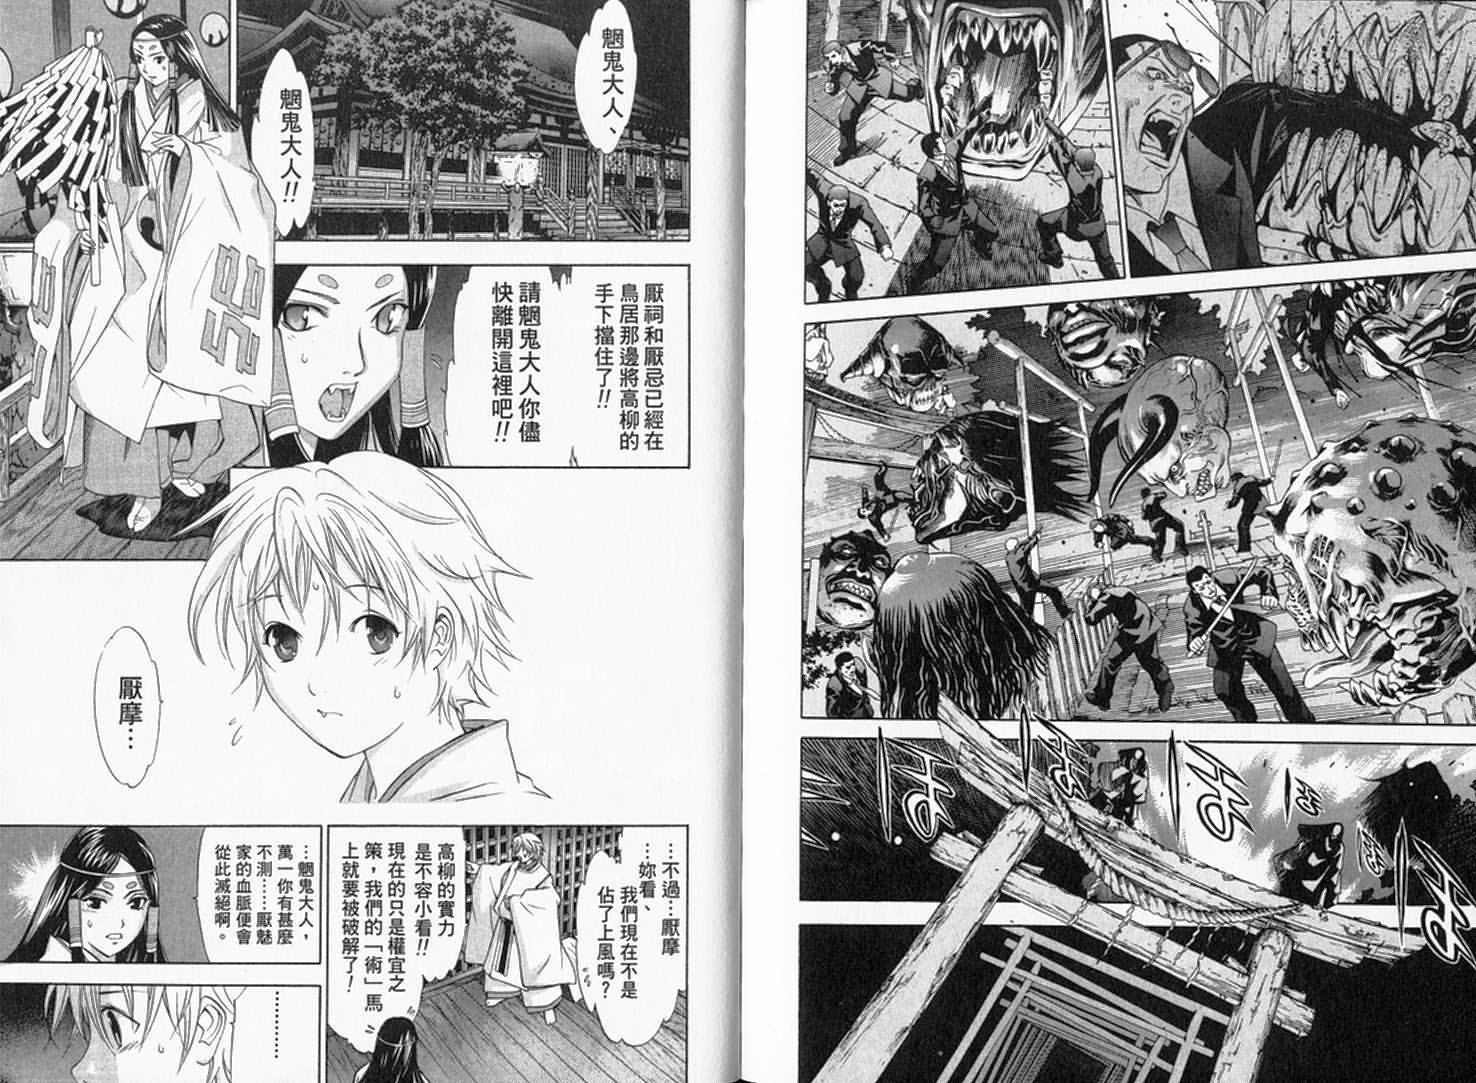 魍鬼大人、
魍鬼大人!!
厭祠和厭忌已經在
鳥居那邊將高柳的
手下擋住了!!
請魍鬼大人你儘
快離開這裡吧!!
厭摩…
…不過…厭摩
…妳看、
我們現在不是
佔了上風嗎?
高柳的實力
是不容小看!!
現在的只是權宜之
策,我們的「術」馬
上就要被破解了!
…魍鬼大人,
萬一你有甚麼
不測……厭魅
家的血脈便會
從此滅絕啊。
…………